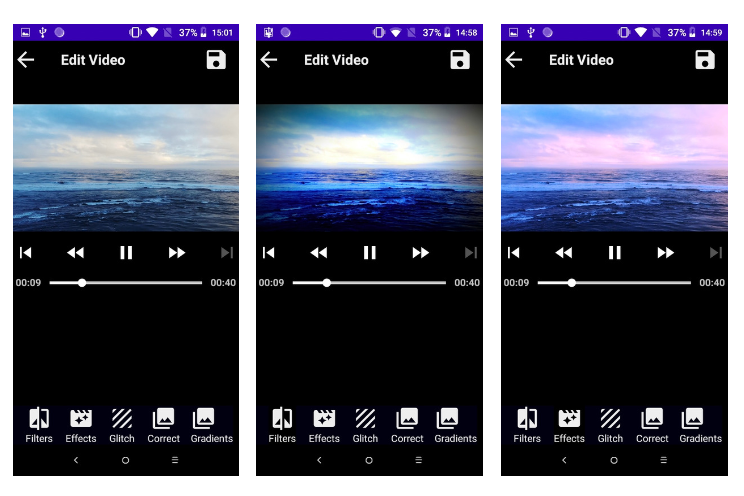 37% 15:01
Edit Video
00:09 00:40
Filters Effects Glitch Correct Gradients
37% 14:58
Edit Video
00:09 00:40
Filters Effects Glitch Correct Gradients
37% 14:59
Edit Video
00:09 00:40
Filters Effects Glitch Correct Gradients